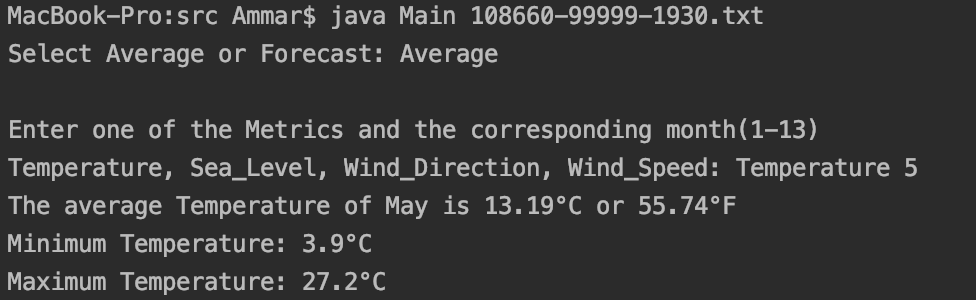 MacBook-Pro:src Ammar$ java Main 108660-99999-1930.txt
Select Average or Forecast: Average
Enter one of the Metrics and the corresponding month(1-13)
Temperature, Sea_Level, Wind_Direction, Wind_Speed: Temperature 5
The average Temperature of May is 13.19°C or 55.74°F
Minimum Temperature: 3.9°C
Maximum Temperature: 27.2°C